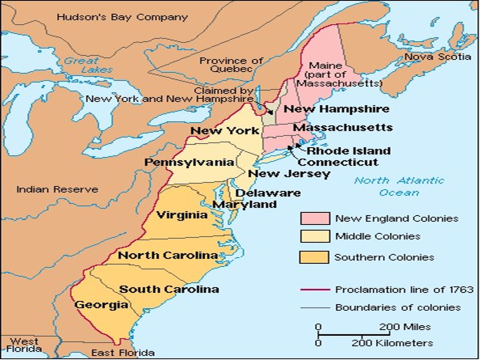 Hudson's Bay Company
Great
Lakes
Province of
Quebec
Maine
(part of
Massachusetts)
Nova Scotia
Claimed by
New York and New Hampshire
New Hampshire
New York
Massachusetts
Rhode Island
Connecticut
Pennsylvania
New Jersey
North Atlantic
Ocean
Indian Reserve
Delaware
Maryland
Virginia
New England Colonies
Middle Colonies
Southern Colonies
North Carolina
South Carolina
Georgia
Proclamation line of 1763
Boundaries of colonies
0 200 Miles
0 200 Kilometers
West
Florida
East Florida